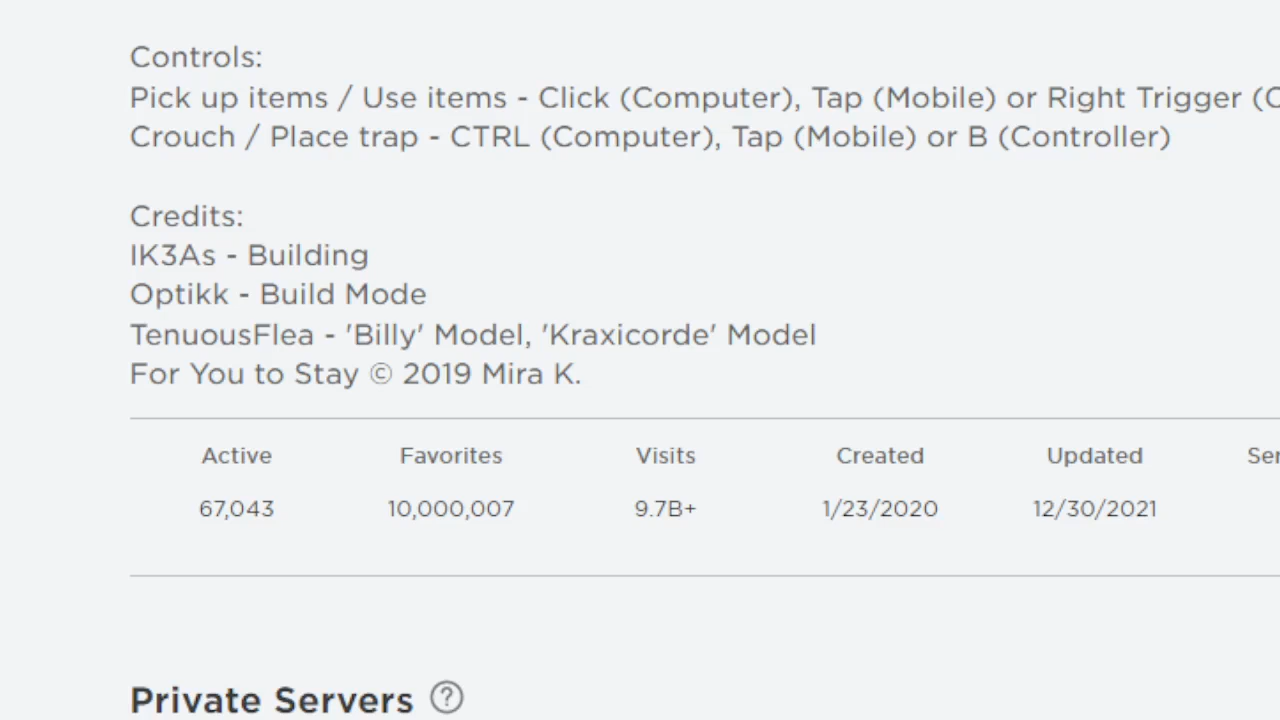 Controls:
Pick up items / Use items - Click (Computer), Tap (Mobile) or Right Trigger (
Crouch / Place trap - CTRL (Computer), Tap (Mobile) or B (Controller)
Credits:
IK3As - Building
Optikk - Build Mode
TenuousFlea - 'Billy' Model, 'Kraxicorde' Model
For You to Stay © 2019 Mira K.
Active Favorites Visits Created Updated
67,043 10,000,007 9.7B+ 1/23/2020 12/30/2021
Private Servers ?